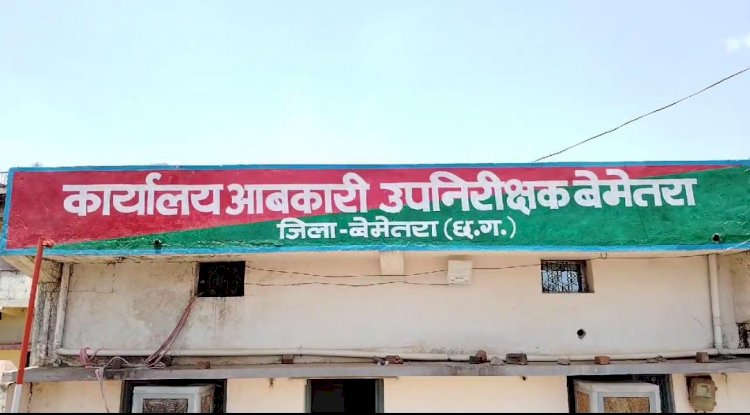 कार्यालय आबकारी उपनिरीक्षक बेमेतरा
जिला-बेमेतरा (छ.ग.)